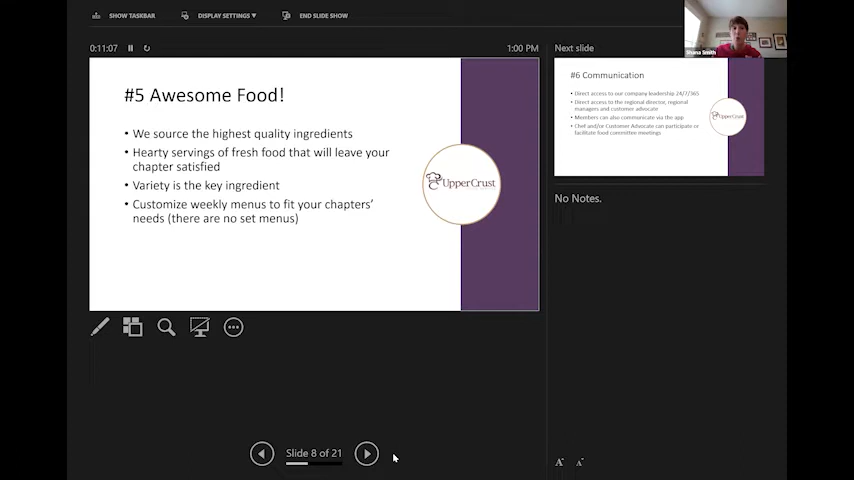 SHOW TASKBAR
DISPLAY SETTINGS ▾
END SLIDE SHOW
0:11:07
1:00 PM
#5 Awesome Food!
• We source the highest quality ingredients
• Hearty servings of fresh food that will leave your
chapter satisfied
• Variety is the key ingredient
• Customize weekly menus to fit your chapters'
needs (there are no set menus)
UpperCrust
Slide 8 of 21
Next slide
Shana Smith
#6 Communication
• Direct access to our company leadership 24/7/365
• Direct access to the regional director, regional
managers and customer advocate
• Members can also communicate via the app
• Chef and/or Customer Advocate can participate or
facilitate food committee meetings
UpperCrust
No Notes.
A A